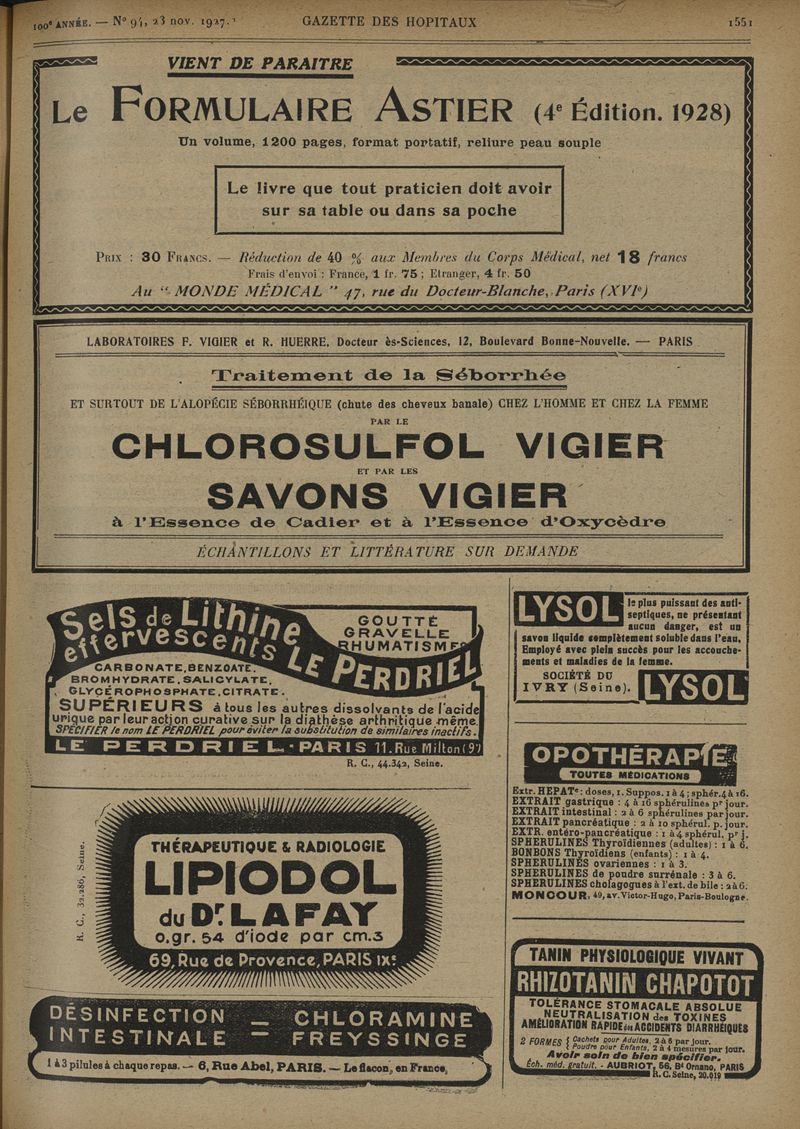 100e ANNÉE. — No 94, 23 nov. 1927.
GAZETTE DES HOPITAUX
1551
VIENT DE PARAITRE
Le FORMULAIRE ASTIER (4e Édition. 1928)
Un volume, 1200 pages, format portatif, reliure peau souple
Le livre que tout praticien doit avoir
sur sa table ou dans sa poche
PRIX : 30 FRANCS. — Réduction de 40 % aux Membres du Corps Médical, net 18 francs
Frais d'envoi : France, 1 fr. 75 ; Etranger, 4 fr. 50
Au “ MONDE MÉDICAL ” 47, rue du Docteur-Blanche, Paris (XVIe)
LABORATOIRES F. VIGIER et R. HUERRE, Docteur ès-Sciences, 12, Boulevard Bonne-Nouvelle. — PARIS
Traitement de la Séborrhée
ET SURTOUT DE L'ALOPÉCIE SÉBORRHÉIQUE (chute des cheveux banale) CHEZ L'HOMME ET CHEZ LA FEMME
PAR LE
CHLOROSULFOL VIGIER
ET PAR LES
SAVONS VIGIER
à l'Essence de Cadier et à l'Essence d'Oxycèdre
ÉCHANTILLONS ET LITTÉRATURE SUR DEMANDE
Sels de Lithine
effervescents LE PERDRIEL
GOUTTE
GRAVELLE
RHUMATISMES
CARBONATE, BENZOATE,
BROMHYDRATE, SALICYLATE,
GLYCÉROPHOSPHATE, CITRATE.
SUPÉRIEURS à tous les autres dissolvants de l'acide
urique par leur action curative sur la diathèse arthritique même.
SPÉCIFIER le nom LE PERDRIEL pour éviter la substitution de similaires inactifs.
LE PERDRIEL - PARIS 11. Rue Milton (9e)
R. C., 44.342, Seine.
R. C., 32.286, Seine.
THÉRAPEUTIQUE & RADIOLOGIE
LIPIODOL
du Dr. LAFAY
0.gr. 54 d'iode par cm.3
69, Rue de Provence, PARIS IXe
DÉSINFECTION INTESTINALE = CHLORAMINE FREYSSINGE
1 à 3 pilules à chaque repas. — 6, Rue Abel, PARIS. — Le flacon, en France,
LYSOL
le plus puissant des anti-
septiques, ne présentant
aucun danger, est un
savon liquide complètement soluble dans l'eau.
Employé avec plein succès pour les accouche-
ments et maladies de la femme.
SOCIÉTÉ DU
IVRY (Seine).
LYSOL
OPOTHÉRAPIE
TOUTES MÉDICATIONS
Extr. HEPATe : doses, 1. Suppos. 1 à 4 ; sphér. 4 à 16.
EXTRAIT gastrique : 4 à 16 sphérulines pr jour.
EXTRAIT intestinal : 2 à 6 sphérulines par jour.
EXTRAIT pancréatique : 2 à 10 sphérul. p. jour.
EXTR. entéro-pancréatique : 1 à 4 sphérul. pr j.
SPHERULINES Thyroïdiennes (adultes) : 1 à 6.
BONBONS Thyroïdiens (enfants) : 1 à 4.
SPHERULINES ovariennes : 1 à 3.
SPHERULINES de poudre surrénale : 3 à 6.
SPHERULINES cholagogues à l'ext. de bile : 2 à 6.
MONCOUR, 49, av. Victor-Hugo, Paris-Boulogne.
TANIN PHYSIOLOGIQUE VIVANT
RHIZOTANIN CHAPOTOT
TOLÉRANCE STOMACALE ABSOLUE
NEUTRALISATION des TOXINES
AMÉLIORATION RAPIDE des ACCIDENTS DIARRHÉIQUES
2 FORMES { Cachets pour Adultes, 2 à 6 par jour.
Poudre pour Enfants, 2 à 4 mesures par jour.
Avoir soin de bien spécifier.
Éch. méd. gratuit. - AUBRIOT, 56, Bd Ornano, PARIS
R. C. Seine, 20.019